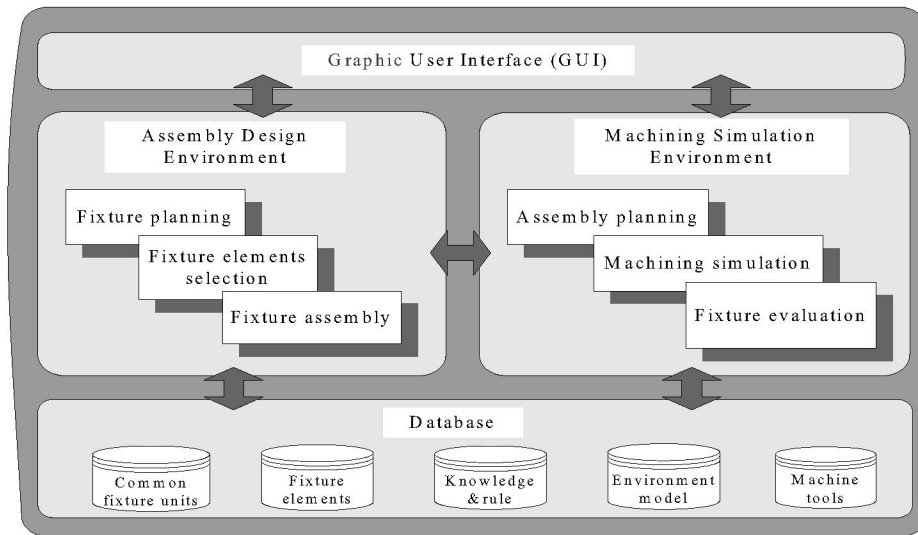 Graphic User Interface (GUI)
Assembly Design
Environment
Fixture planning
Fixture elements
selection
Fixture assembly
Machining Simulation
Environment
Assembly planning
Machining simulation
Fixture evaluation
Database
Common
fixture units
Fixture
elements
Knowledge
& rule
Environment
model
Machine
tools